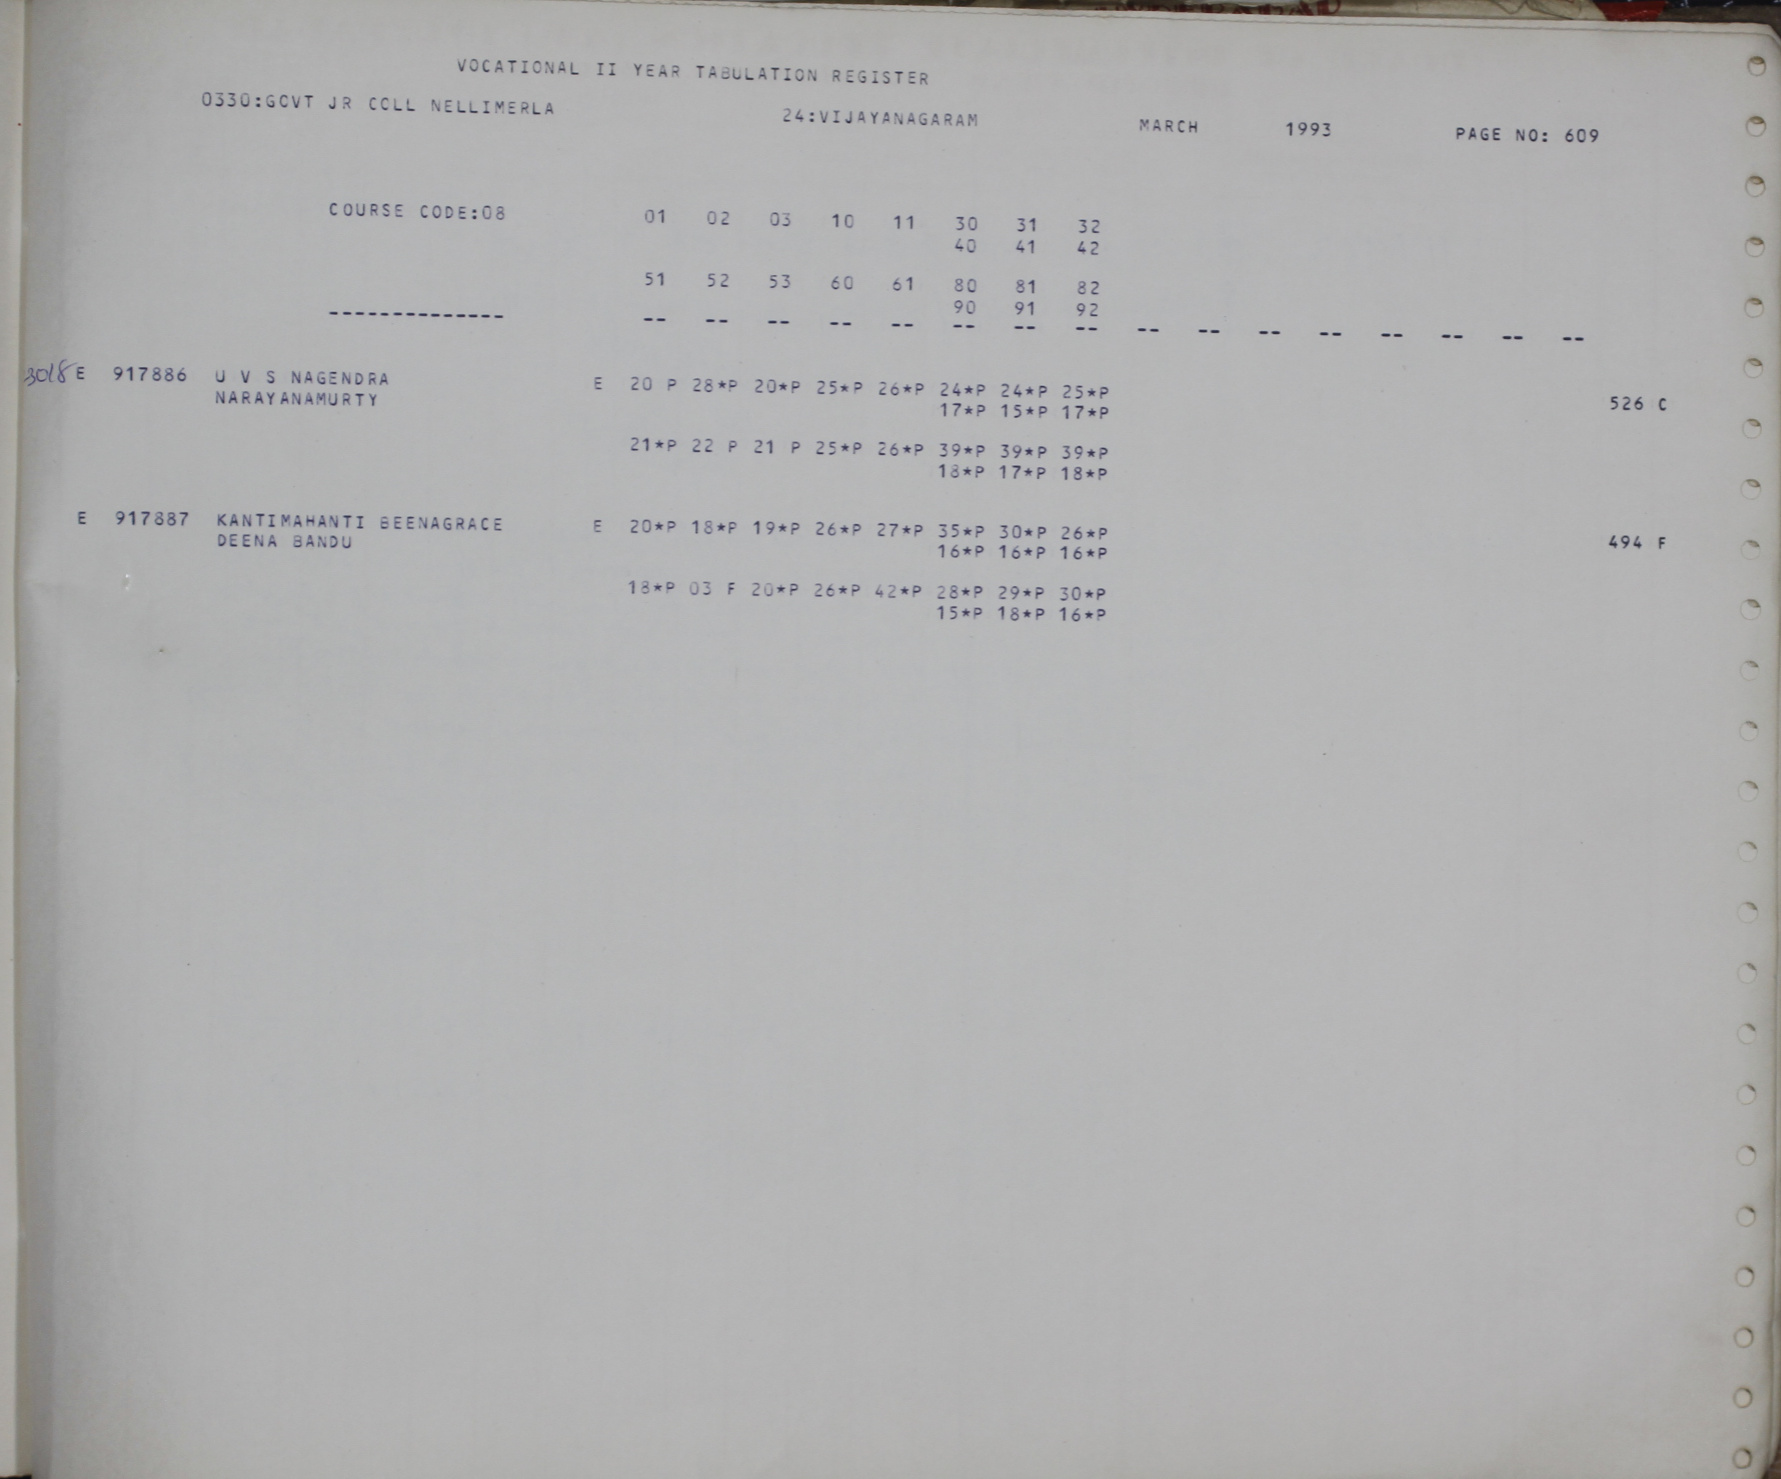 VOCATIONAL II YEAR TABULATION REGISTER
0330:GOVT JR COLL NELLIMERLA 24:VIJAYANAGARAM MARCH 1993 PAGE NO: 609
COURSE CODE:08 01 02 03 10 11 30 31 32
40 41 42
51 52 53 60 61 80 81 82
90 91 92
-------------- -- -- -- -- -- -- -- -- -- -- -- -- -- -- -- --
3018 E 917886 U V S NAGENDRA E 20 P 28*P 20*P 25*P 26*P 24*P 24*P 25*P
NARAYANAMURTY 17*P 15*P 17*P 526 C
21*P 22 P 21 P 25*P 26*P 39*P 39*P 39*P
18*P 17*P 18*P
E 917887 KANTIMAHANTI BEENAGRACE E 20*P 18*P 19*P 26*P 27*P 35*P 30*P 26*P
DEENA BANDU 16*P 16*P 16*P 494 F
18*P 03 F 20*P 26*P 42*P 28*P 29*P 30*P
15*P 18*P 16*P